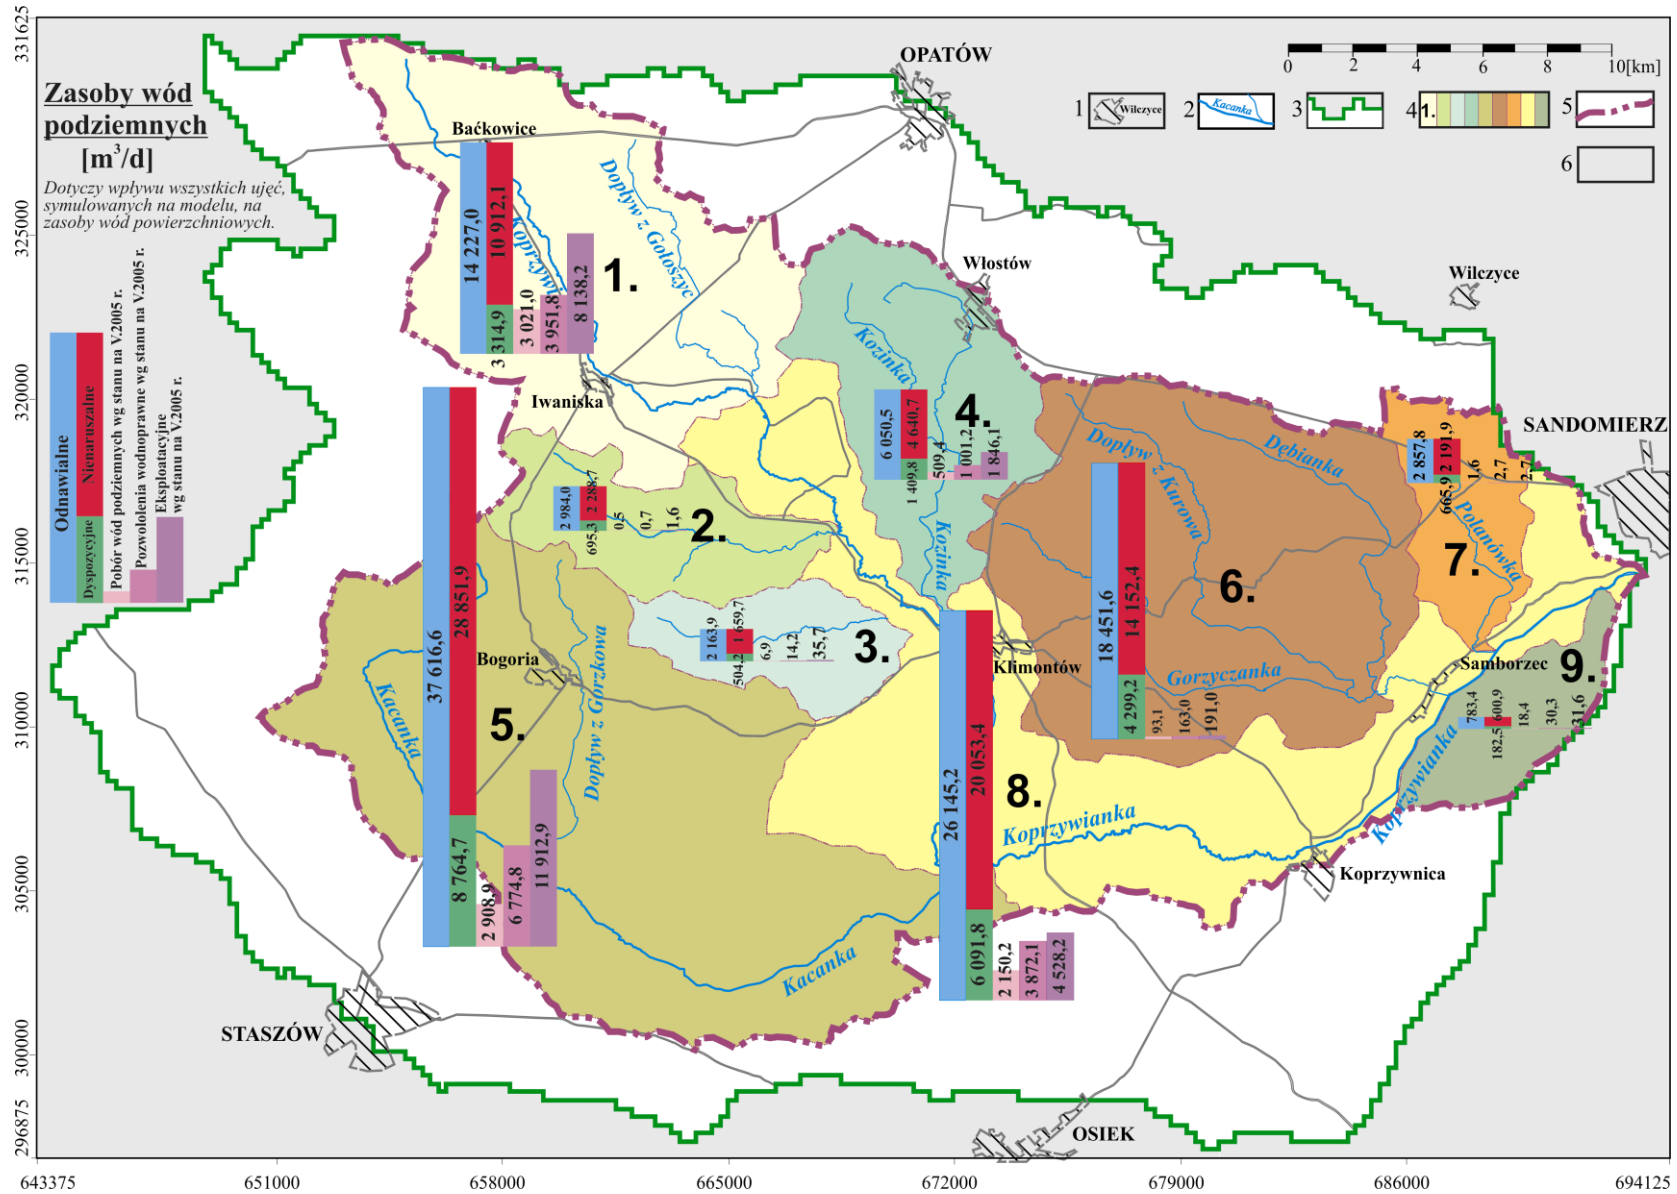 Zasoby wód
podziemnych
[m³/d]
Dotyczy wpływu wszystkich ujęć,
symulowanych na modelu, na
zasoby wód powierzchniowych.
Odnawialne
Nienaruszalne
Dyspozycyjne
Pobór wód podziemnych wg stanu na V.2005 r.
Pozwololenia wodnoprawne wg stanu na V.2005 r.
Eksploatacyjne
wg stanu na V.2005 r.
0 2 4 6 8 10[km]
1 Wilczyce
2 Kacanka
3
4 1.
5
6
OPATÓW
Baćkowice
Dopływ z Gołoszyc
Koprzywi
14 227,0
10 912,1
3 314,9
3 021,0
3 951,8
8 138,2
1.
Włostów
Wilczyce
Iwaniska
Kozinka
4.
6 050,5
4 640,7
1 409,8
509,4
1 001,2
1 846,1
Kozinka
SANDOMIERZ
Dopływ z Kurowa
Dębianka
2 857,8
2 191,9
665,9
1,6
2,7
2,7
Polanówka
7.
2 984,0
2 288,7
695,3
0,5
0,7
1,6
2.
18 451,6
14 152,4
4 299,2
93,1
163,0
191,0
6.
Gorzyczanka
2 163,9
1 659,7
504,2
6,9
14,2
35,7
3.
Bogoria
Klimontów
Samborzec
9.
783,4
600,9
182,5
18,4
30,3
31,6
37 616,6
28 851,9
8 764,7
2 908,9
6 774,8
11 912,9
5.
Kacanka
Dopływ z Gorzkowa
26 145,2
20 053,4
6 091,8
2 150,2
3 872,1
4 528,2
8.
Koprzywianka
Koprzywianka
Koprzywnica
Kacanka
STASZÓW
OSIEK
331625
325000
320000
315000
310000
305000
300000
296875
643375 651000 658000 665000 672000 679000 686000 694125